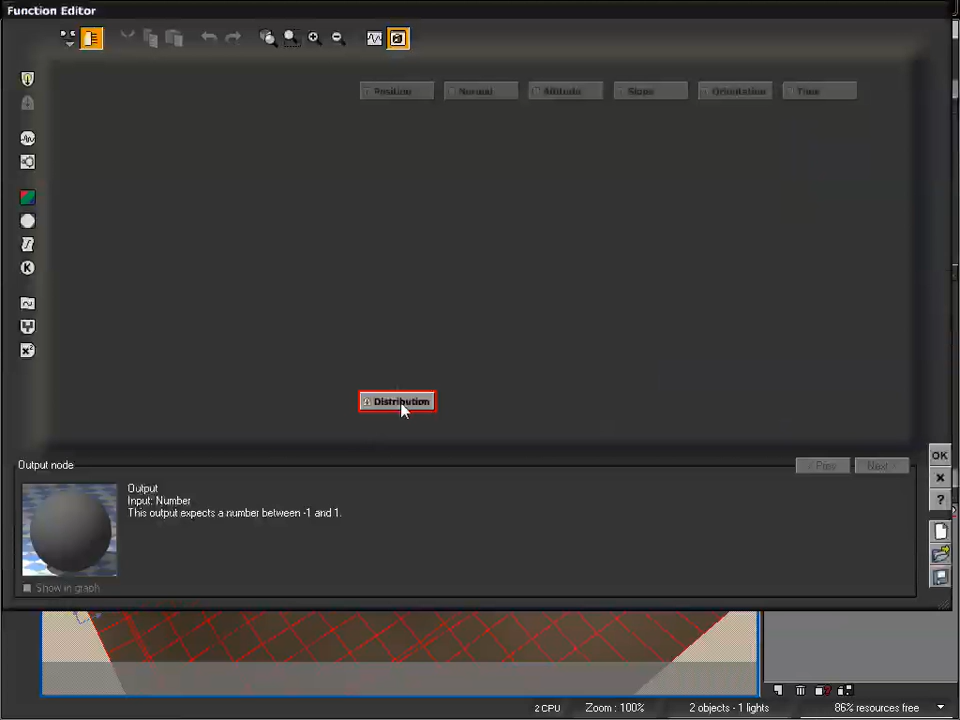 Function Editor
Position Normal Altitude Slope Orientation Time
Distribution
Output node
Prev Next
Output
Input: Number
This output expects a number between -1 and 1.
Show in graph
OK
2 CPU Zoom : 100% 2 objects - 1 lights 86% resources free